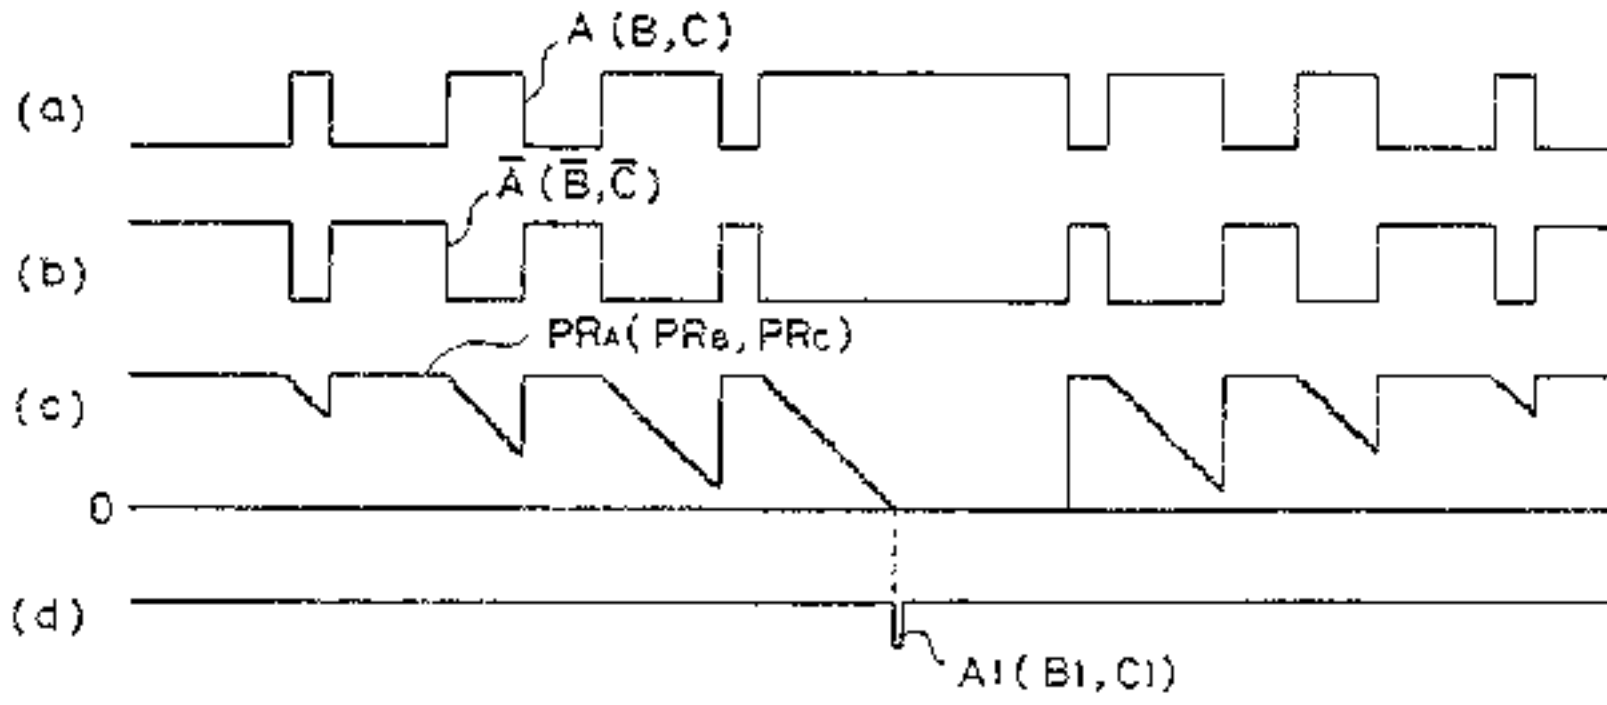 A (B,C)
(a)
A̅ (B̅,C̅)
(b)
PRA(PRB,PRC)
(c)
0
(d)
A1(B1,C1)